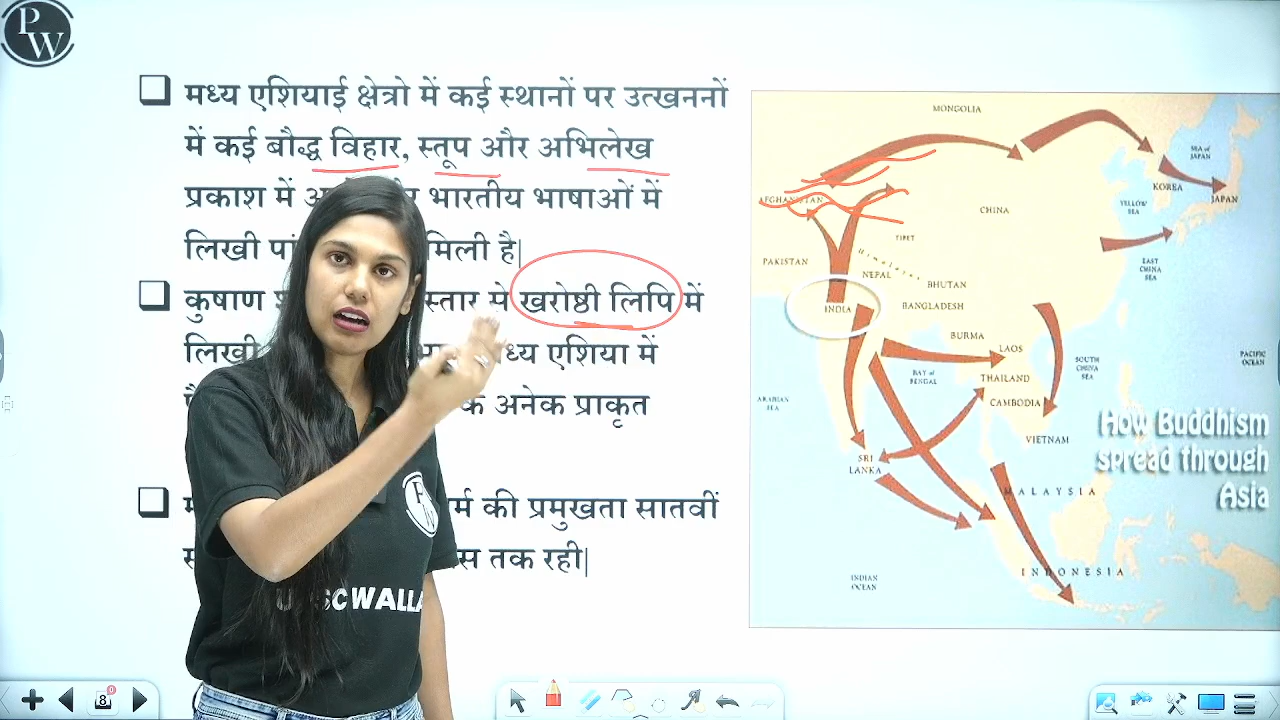 PW
मध्य एशियाई क्षेत्रो में कई स्थानों पर उत्खननों
में कई बौद्ध विहार, स्तूप और अभिलेख
प्रकाश में भारतीय भाषाओं में
लिखी मिली है|
कुषाण से खरोष्ठी लिपि में
लिखी एशिया में
अनेक प्राकृत
की प्रमुखता सातवीं
तक रही|
MONGOLIA
SEA of
JAPAN
KOREA
JAPAN
AFGHANISTAN
CHINA
YELLOW
SEA
TIBET
EAST
CHINA
SEA
PAKISTAN
Himalayas
NEPAL
BHUTAN
INDIA
BANGLADESH
BURMA
LAOS
BAY of
BENGAL
THAILAND
SOUTH
CHINA
SEA
PACIFIC
OCEAN
ARABIAN
SEA
CAMBODIA
VIETNAM
How Buddhism
spread through
Asia
SRI
LANKA
MALAYSIA
INDIAN
OCEAN
INDONESIA
SCWALLA
8